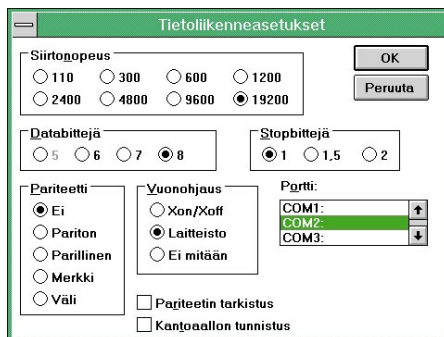 Tietoliikenneasetukset
Siirtonopeus
110 300 600 1200
2400 4800 9600 19200
OK
Peruuta
Databittejä
5 6 7 8
Stopbittejä
1 1,5 2
Pariteetti
Ei
Pariton
Parillinen
Merkki
Väli
Vuonohjaus
Xon/Xoff
Laitteisto
Ei mitään
Portti:
COM1:
COM2:
COM3:
Pariteetin tarkistus
Kantoaallon tunnistus